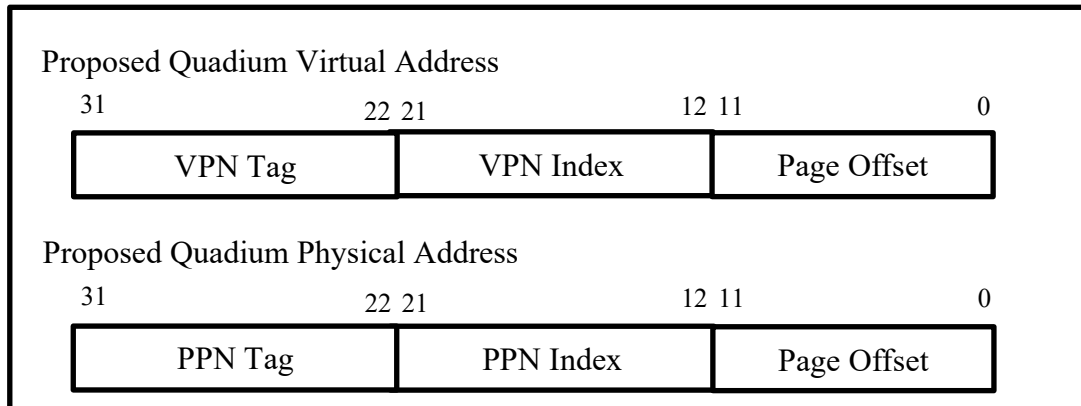 Proposed Quadium Virtual Address
31 22 21 12 11 0
VPN Tag VPN Index Page Offset
Proposed Quadium Physical Address
31 22 21 12 11 0
PPN Tag PPN Index Page Offset